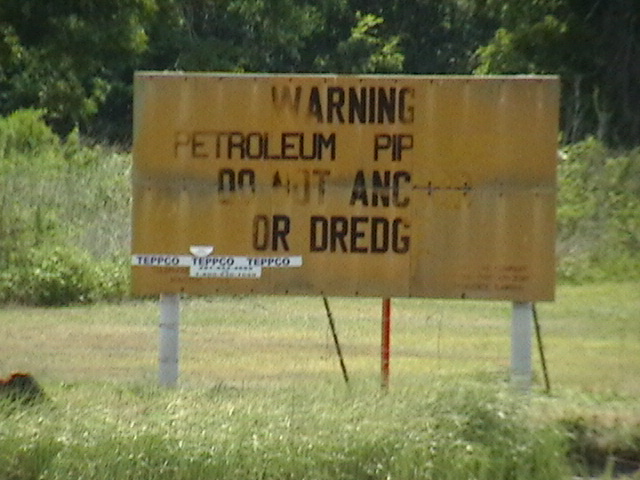 WARNING
PETROLEUM PIP
DO NOT ANC
OR DREDG
TEPPCO TEPPCO TEPPCO